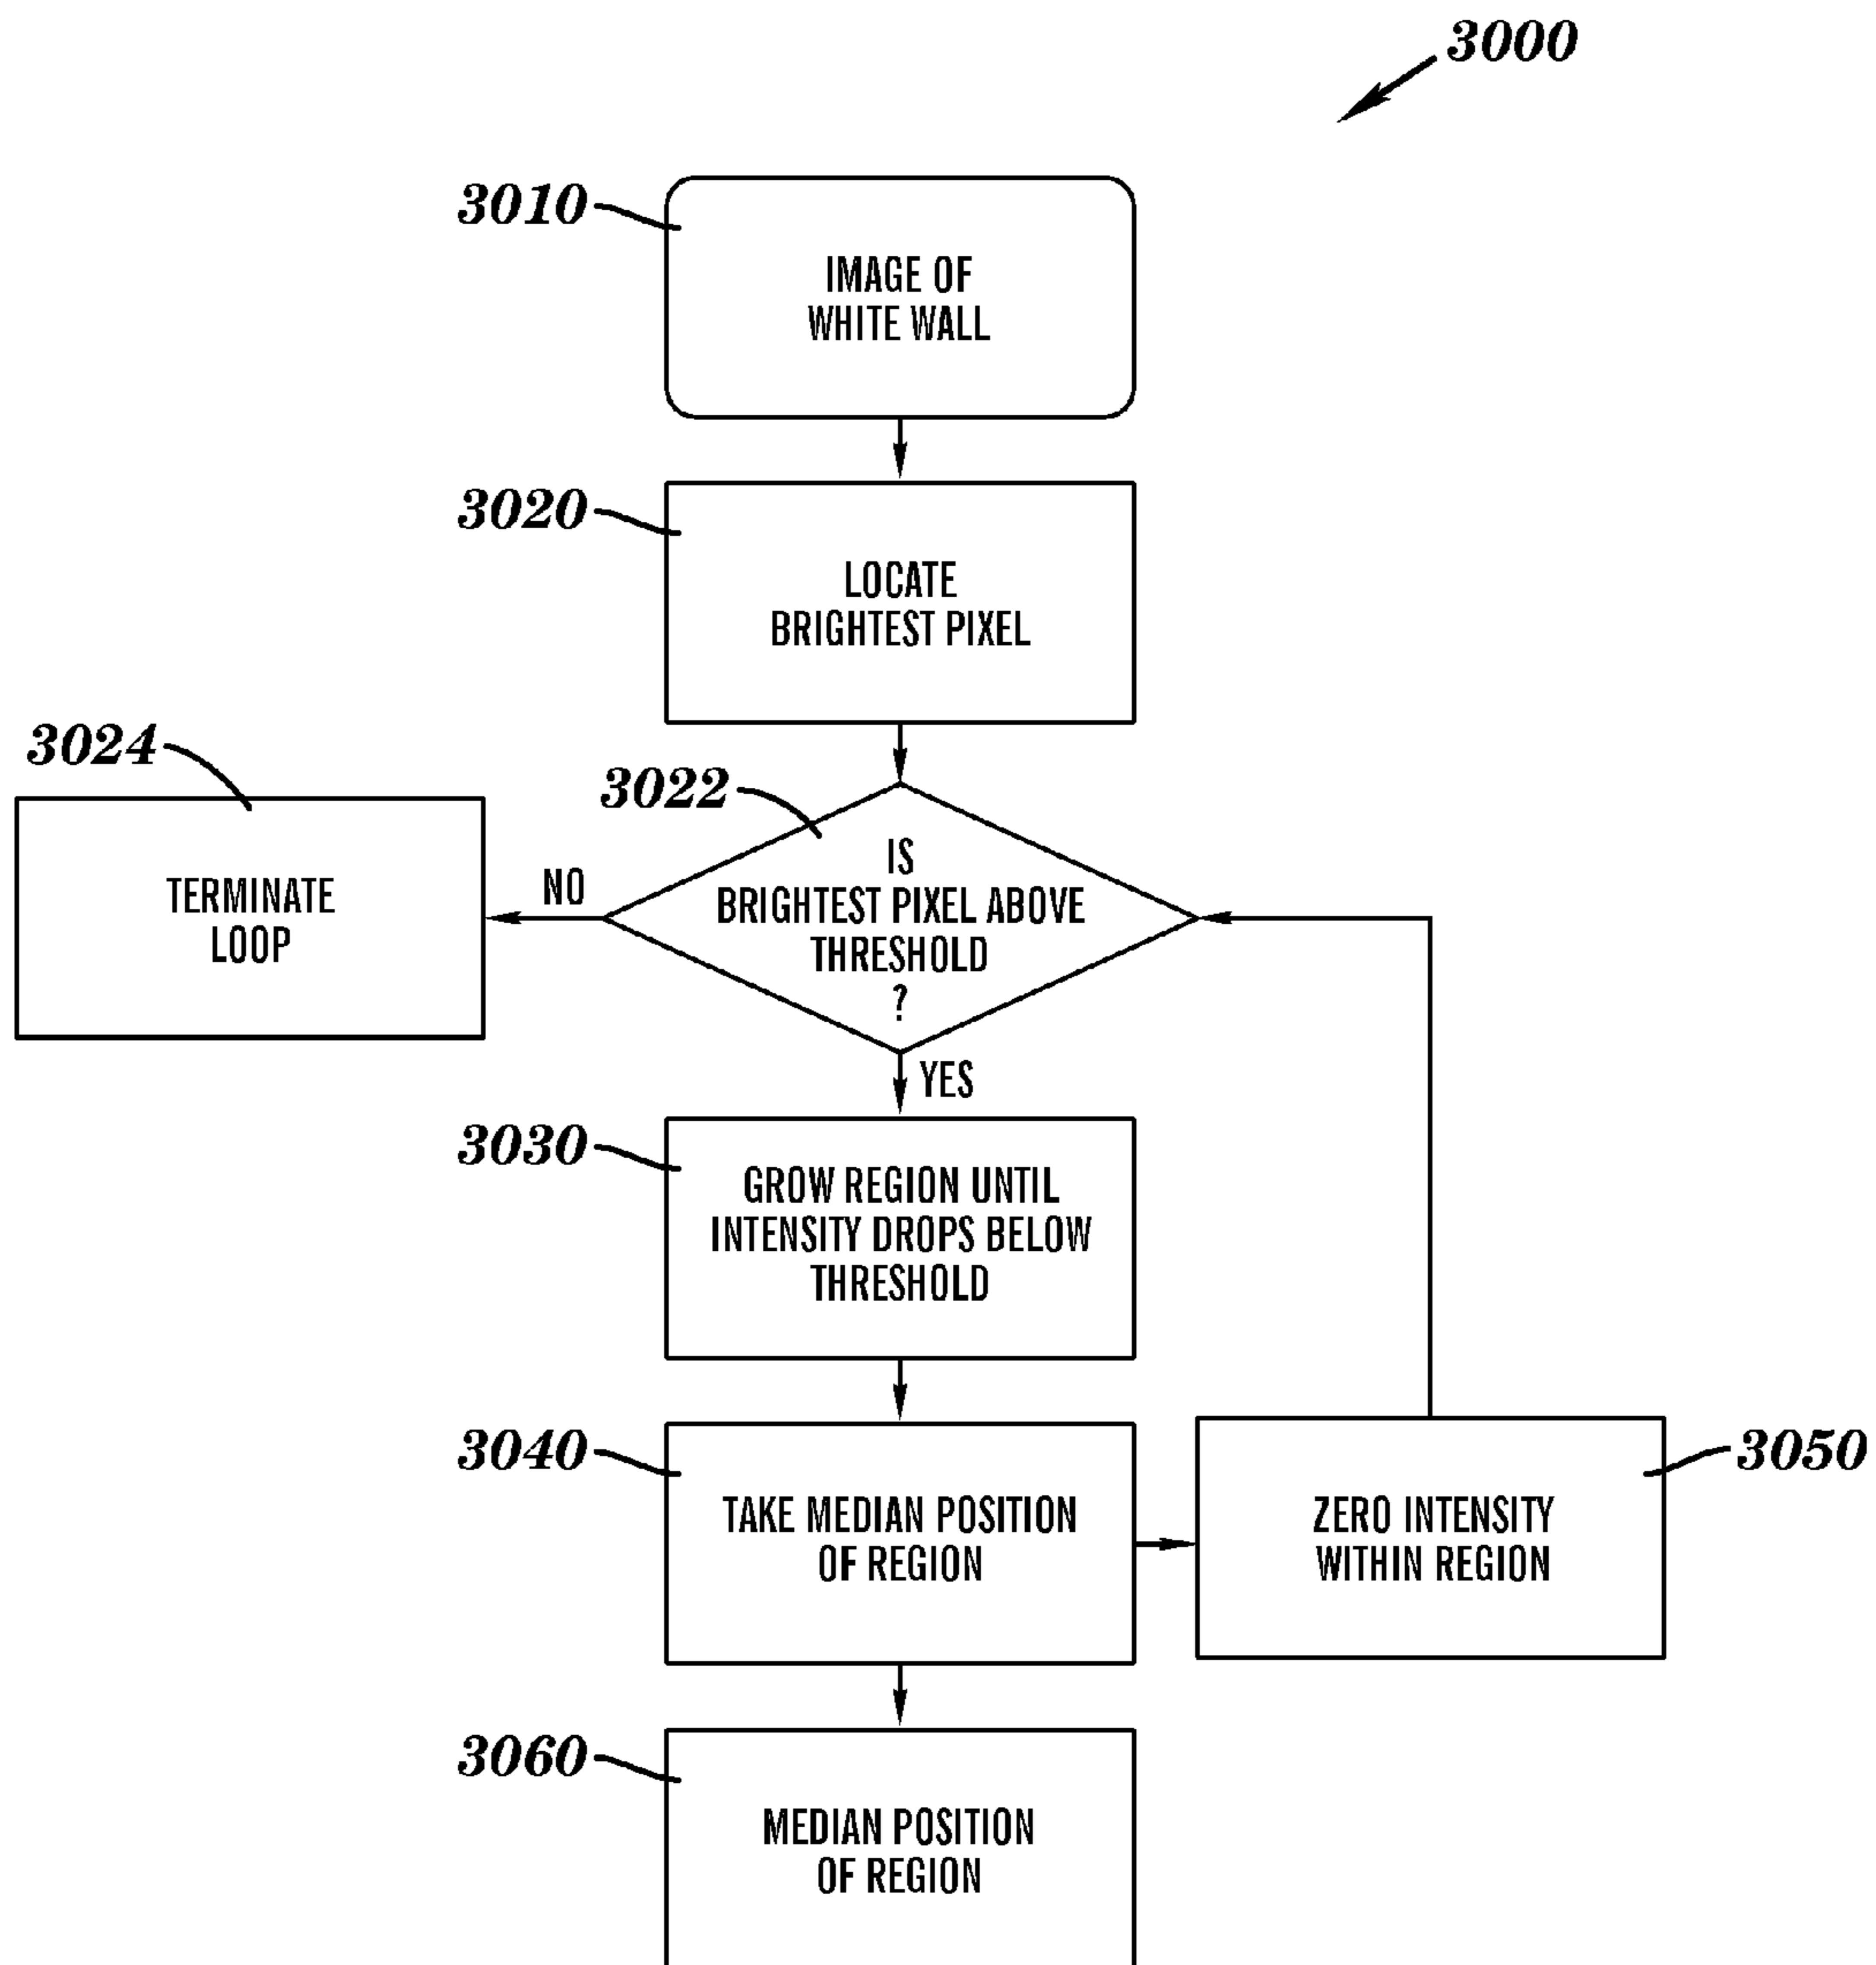 3000
3010
IMAGE OF
WHITE WALL
3020
LOCATE
BRIGHTEST PIXEL
3024
TERMINATE
LOOP
3022
NO
IS
BRIGHTEST PIXEL ABOVE
THRESHOLD
?
YES
3030
GROW REGION UNTIL
INTENSITY DROPS BELOW
THRESHOLD
3040
TAKE MEDIAN POSITION
OF REGION
3050
ZERO INTENSITY
WITHIN REGION
3060
MEDIAN POSITION
OF REGION